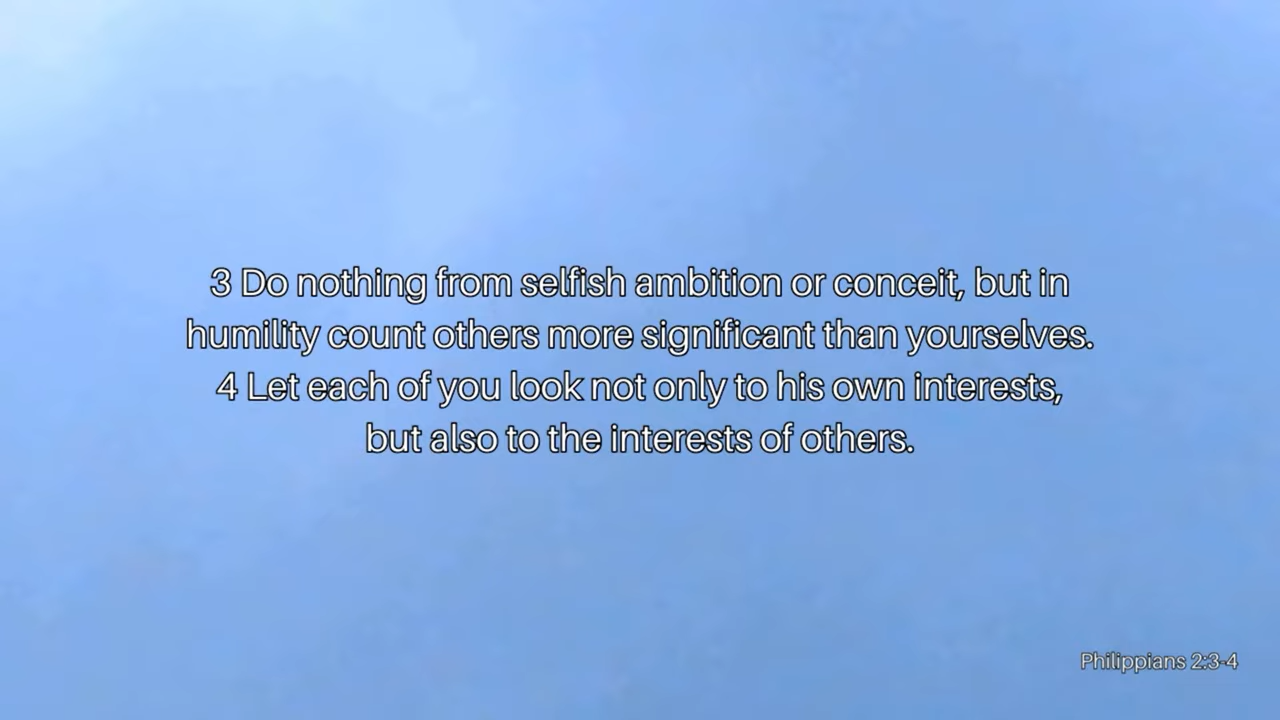 3 Do nothing from selfish ambition or conceit, but in
humility count others more significant than yourselves.
4 Let each of you look not only to his own interests,
but also to the interests of others.
Philippians 2:3-4